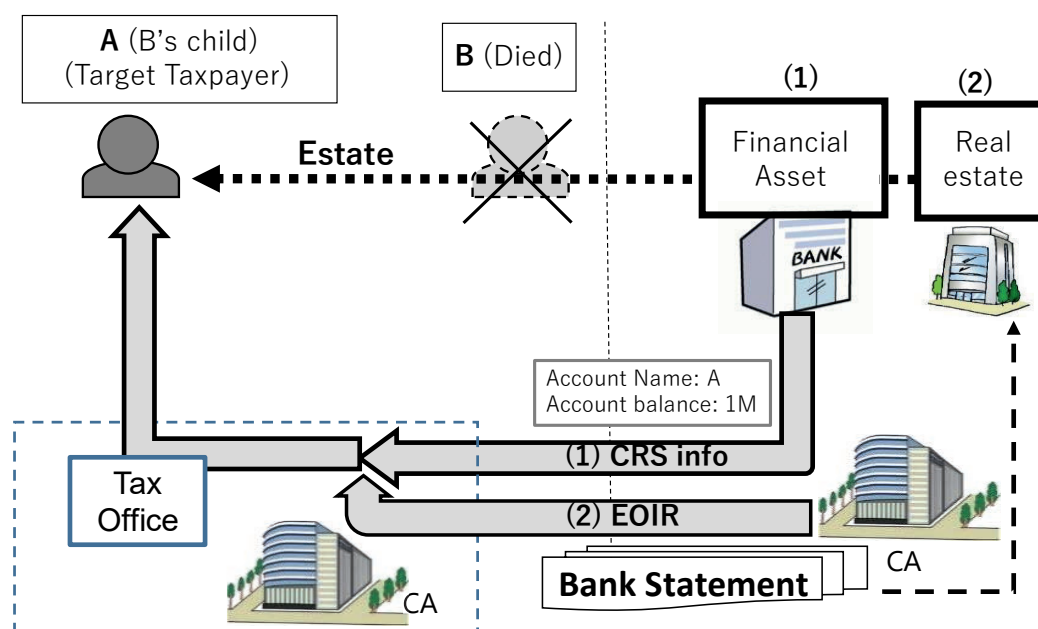 A (B's child)
(Target Taxpayer)
B (Died)
(1)
(2)
Financial
Asset
Real
estate
Estate
BANK
Account Name: A
Account balance: 1M
(1) CRS info
Tax
Office
(2) EOIR
CA
Bank Statement
CA